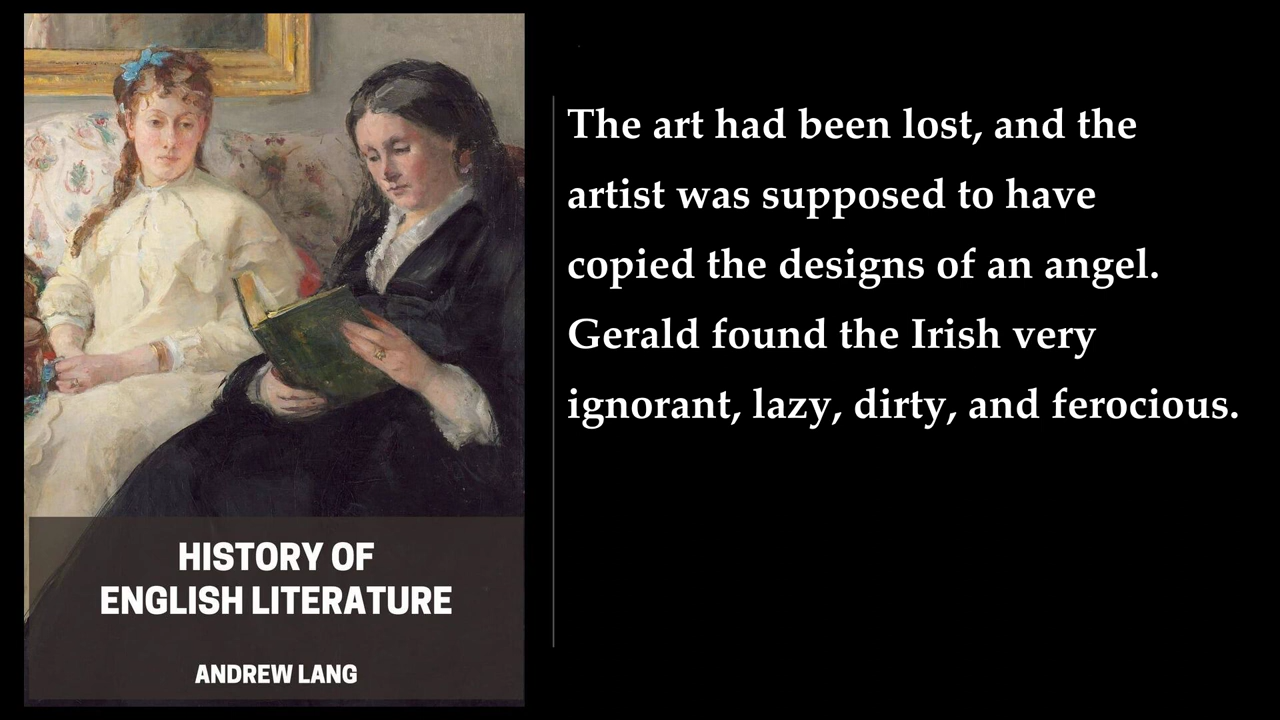 HISTORY OF
ENGLISH LITERATURE
ANDREW LANG
The art had been lost, and the
artist was supposed to have
copied the designs of an angel.
Gerald found the Irish very
ignorant, lazy, dirty, and ferocious.